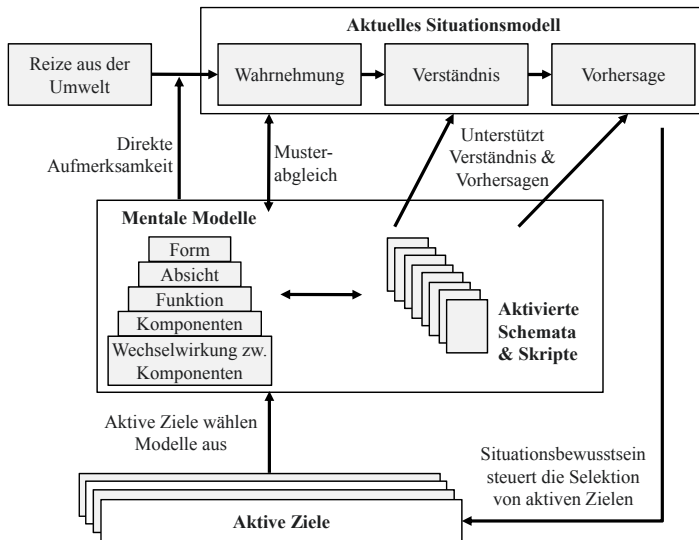 Aktuelles Situationsmodell
Reize aus der
Umwelt
Wahrnehmung
Verständnis
Vorhersage
Direkte
Aufmerksamkeit
Muster-
abgleich
Unterstützt
Verständnis &
Vorhersagen
Mentale Modelle
Form
Absicht
Funktion
Komponenten
Wechselwirkung zw.
Komponenten
Aktivierte
Schemata
& Skripte
Aktive Ziele wählen
Modelle aus
Situationsbewusstsein
steuert die Selektion
von aktiven Zielen
Aktive Ziele